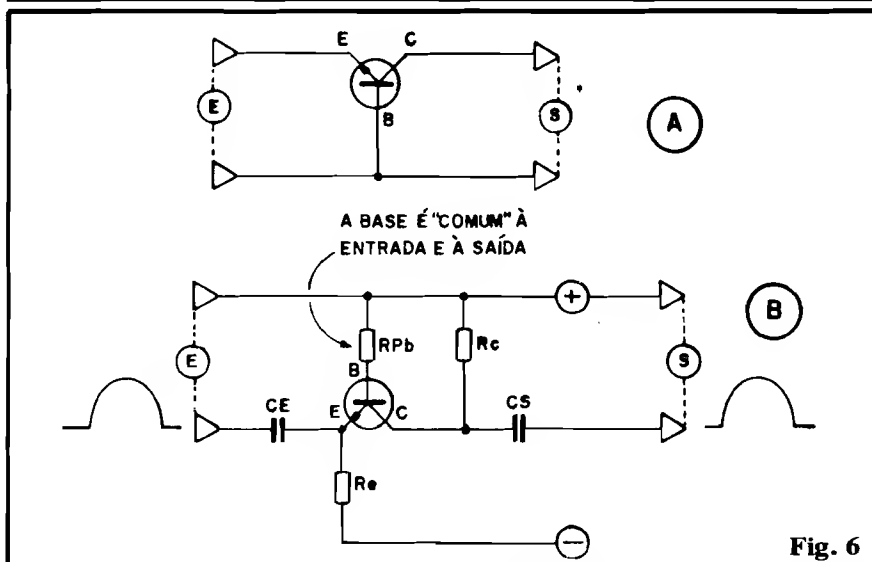 E C
E
B
S
A
A BASE É "COMUM" À
ENTRADA E À SAÍDA
+
B
RPb
Rc
E
B
S
CE
E
C
CS
Re
−
Fig. 6